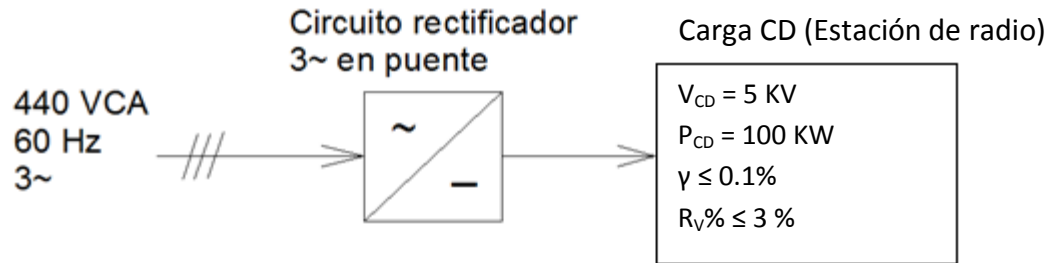 Circuito rectificador
3~ en puente
Carga CD (Estación de radio)
440 VCA
60 Hz
3~
~
–
V_CD = 5 KV
P_CD = 100 KW
γ ≤ 0.1%
R_V% ≤ 3 %